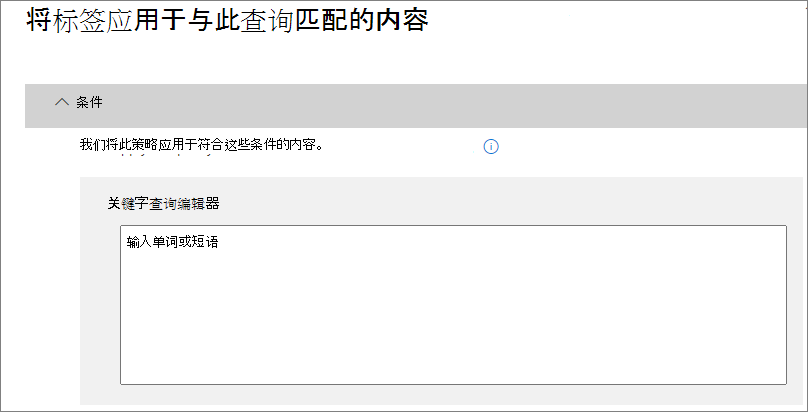 将标签应用于与此查询匹配的内容
条件
我们将此策略应用于符合这些条件的内容。
关键字查询编辑器
输入单词或短语